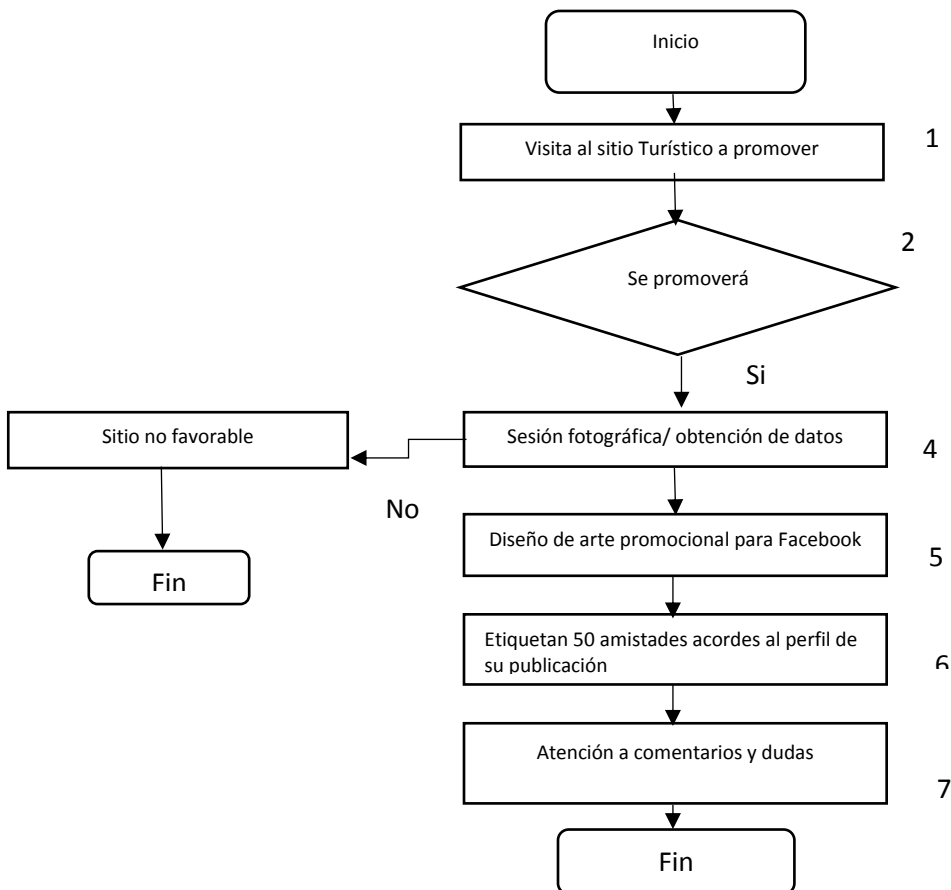 Inicio
Visita al sitio Turístico a promover
1
2
Se promoverá
Si
Sitio no favorable
Sesión fotográfica/ obtención de datos
4
No
Diseño de arte promocional para Facebook
5
Fin
Etiquetan 50 amistades acordes al perfil de
su publicación
6
Atención a comentarios y dudas
7
Fin